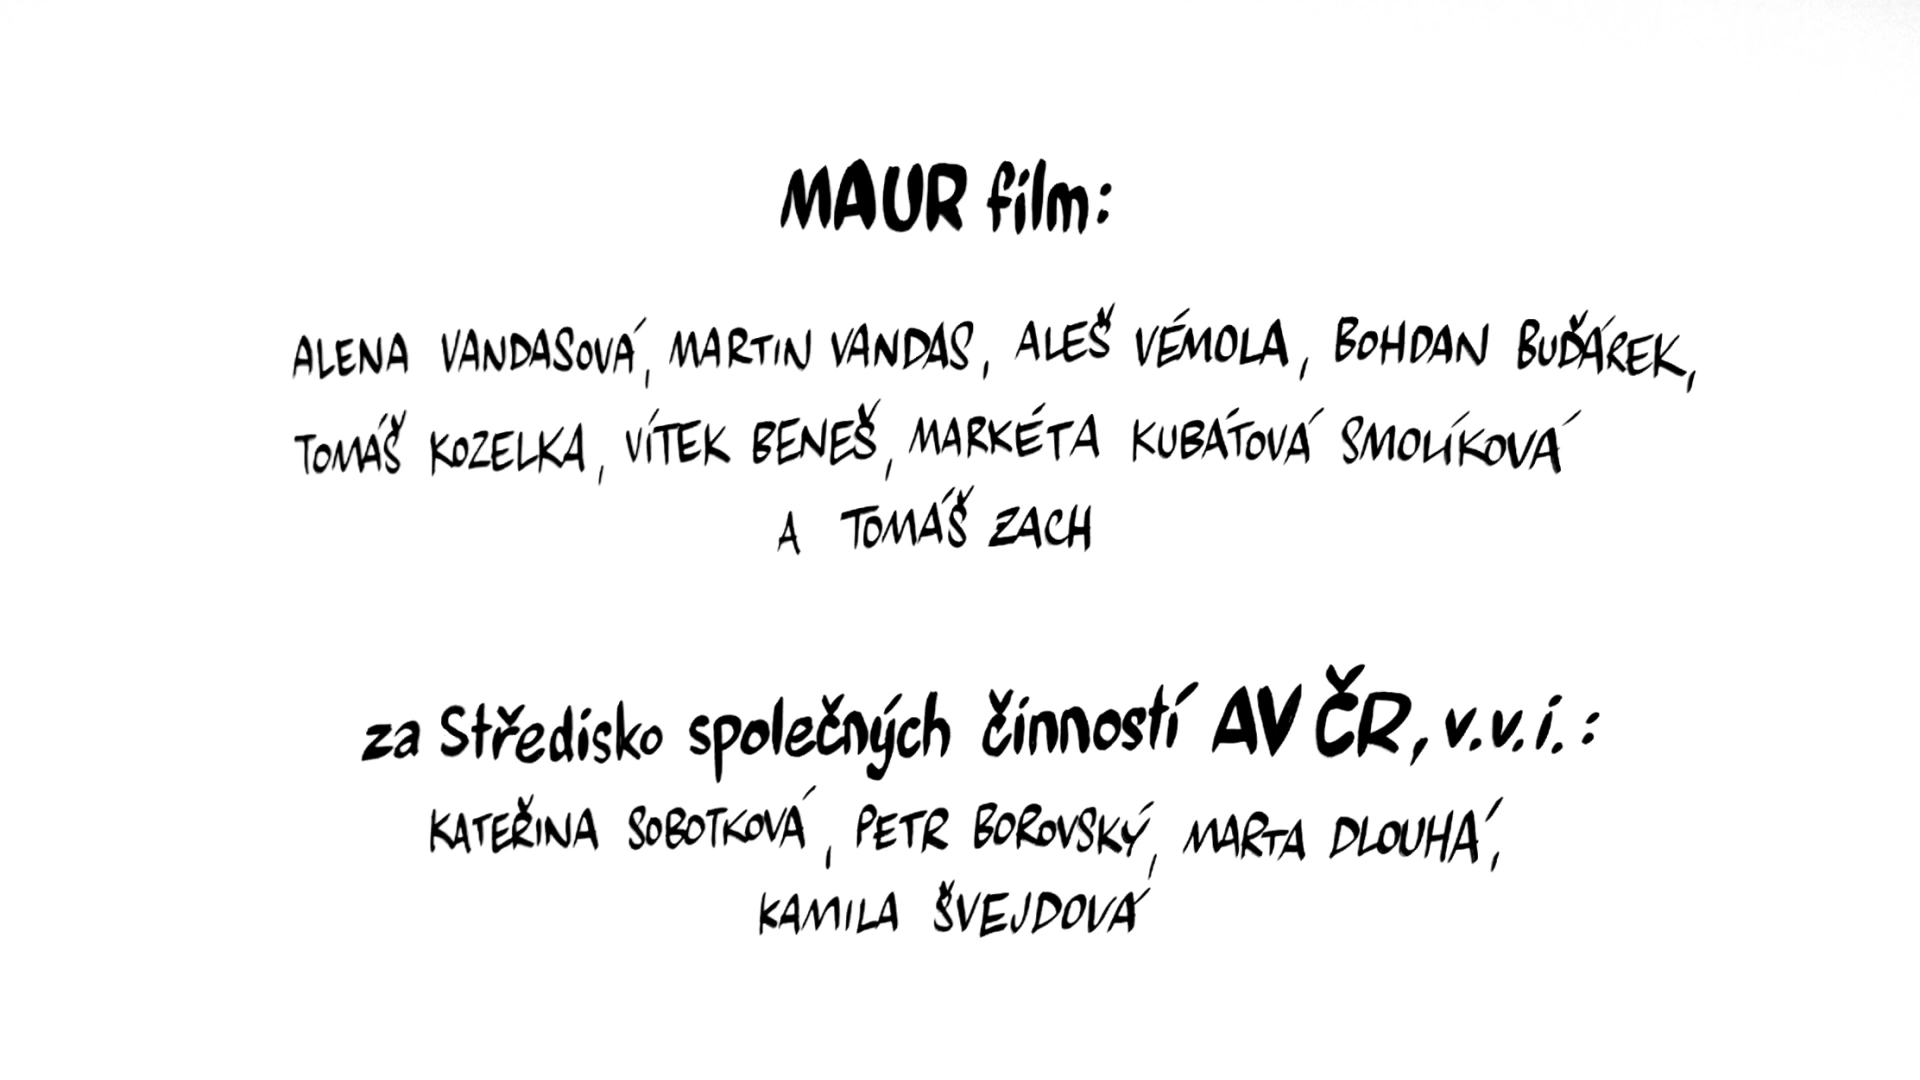 MAUR film:
ALENA VANDASOVÁ, MARTIN VANDAS, ALEŠ VÉMOLA, BOHDAN BUĎÁREK,
TOMÁŠ KOZELKA, VÍTEK BENEŠ, MARKÉTA KUBÁTOVÁ SMOLÍKOVÁ
A TOMÁŠ ZACH
za Středisko společných činností AV ČR, v.v.i.:
KATEŘINA SOBOTKOVÁ, PETR BOROVSKÝ, MARTA DLOUHÁ,
KAMILA ŠVEJDOVÁ